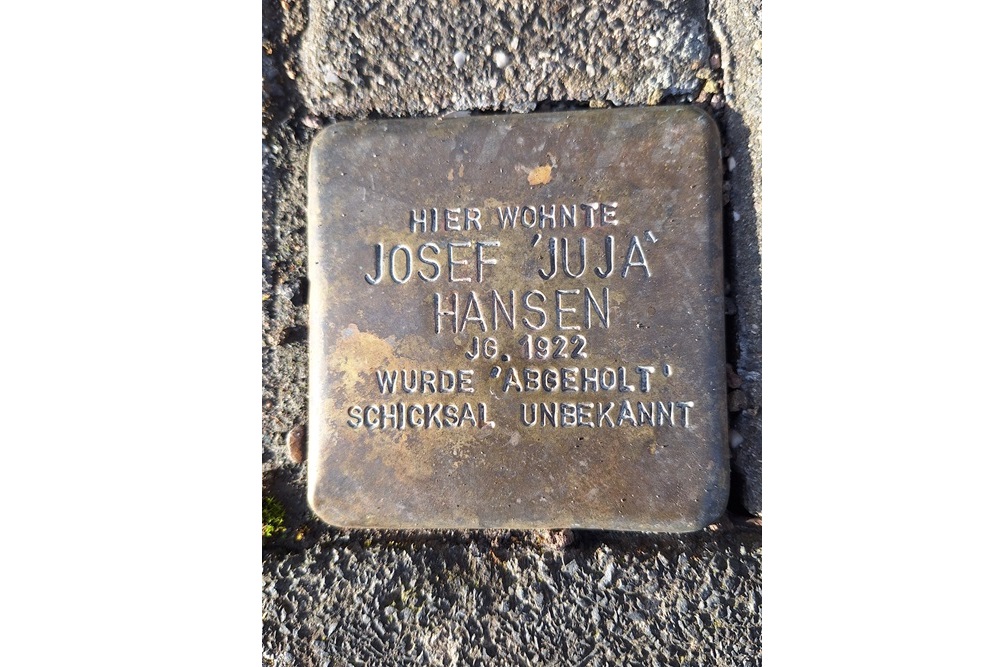 HIER WOHNTE
JOSEF 'JUJA'
HANSEN
JG. 1922
WURDE 'ABGEHOLT'
SCHICKSAL UNBEKANNT